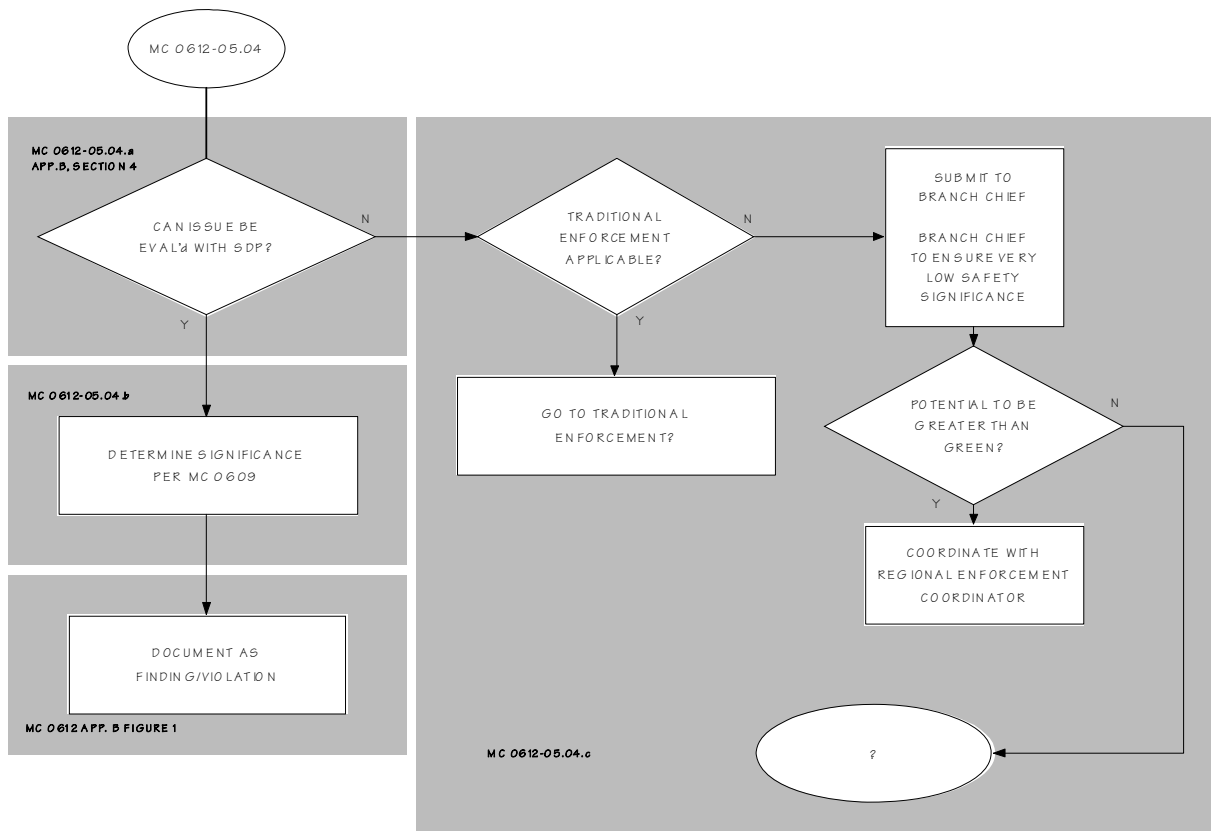 MC 0612-05.04
MC 0612-05.04.a
APP.B, SECTION 4
CAN ISSUE BE
EVAL'd WITH SDP?
N
Y
MC 0612-05.04.b
DETERMINE SIGNIFICANCE
PER MC 0609
DOCUMENT AS
FINDING/VIOLATION
MC 0612 APP. B FIGURE 1
TRADITIONAL
ENFORCEMENT
APPLICABLE?
N
Y
GO TO TRADITIONAL
ENFORCEMENT?
SUBMIT TO
BRANCH CHIEF
BRANCH CHIEF
TO ENSURE VERY
LOW SAFETY
SIGNIFICANCE
POTENTIAL TO BE
GREATER THAN
GREEN?
N
Y
COORDINATE WITH
REGIONAL ENFORCEMENT
COORDINATOR
?
MC 0612-05.04.c